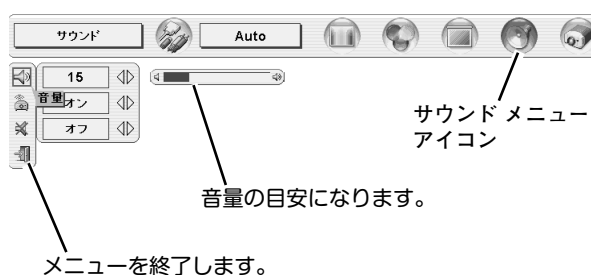 サウンド
Auto
15
音量
オン
オフ
サウンド メニュー
アイコン
音量の目安になります。
メニューを終了します。